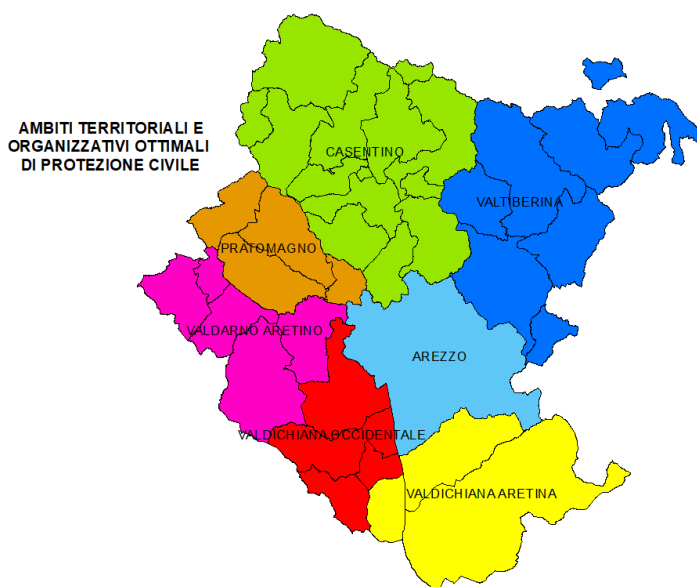 AMBITI TERRITORIALI E
ORGANIZZATIVI OTTIMALI
DI PROTEZIONE CIVILE
CASENTINO
VALTIBERINA
PRATOMAGNO
VALDARNO ARETINO
AREZZO
VALDICHIANA OCCIDENTALE
VALDICHIANA ARETINA